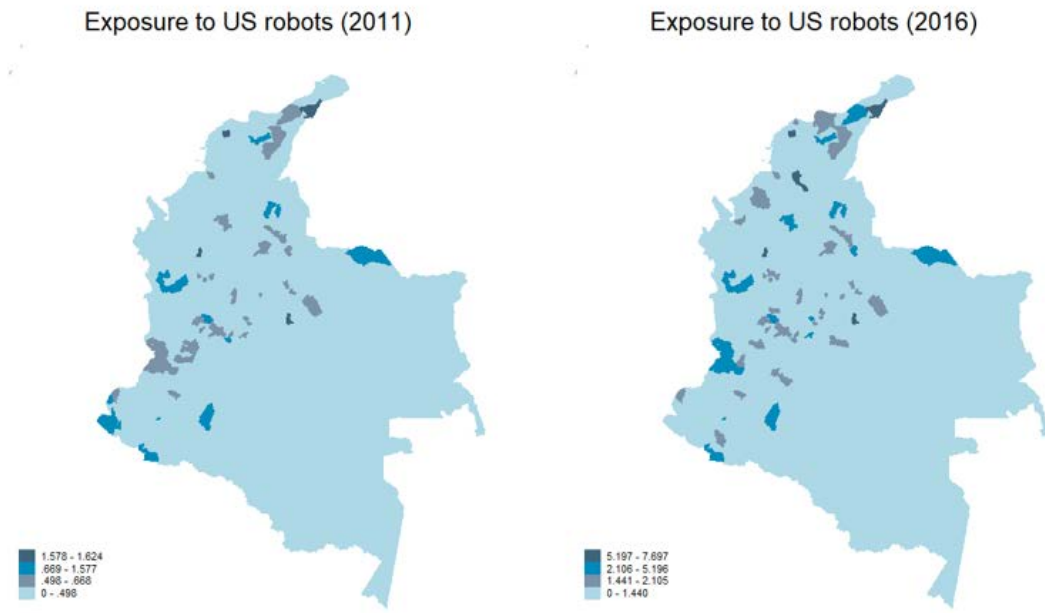 Exposure to US robots (2011)
Exposure to US robots (2016)
1.578 - 1.624
.669 - 1.577
.498 - .668
0 - .498
5.197 - 7.697
2.106 - 5.196
1.441 - 2.105
0 - 1.440